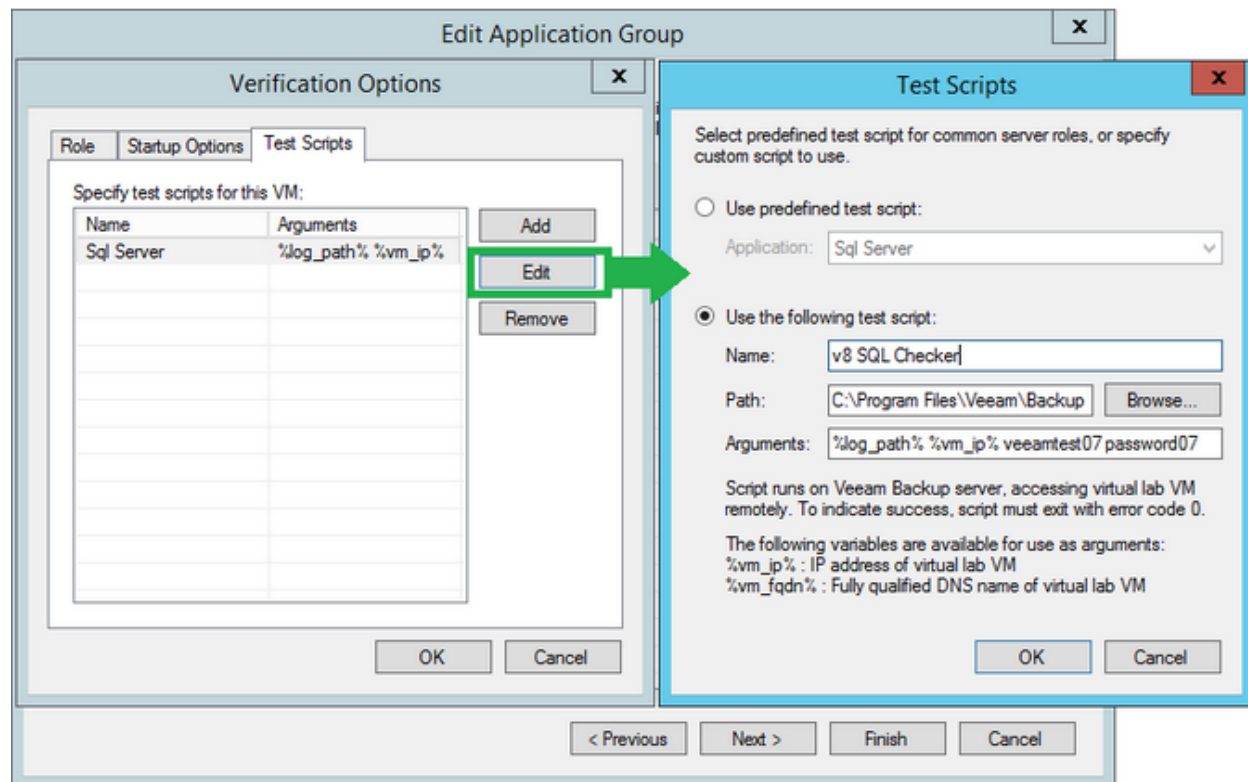 Edit Application Group
x
Verification Options
x
Role
Startup Options
Test Scripts
Specify test scripts for this VM:
Name
Arguments
Sql Server
%log_path% %vm_ip%
Add
Edit
Remove
OK
Cancel
Test Scripts
x
Select predefined test script for common server roles, or specify
custom script to use.
Use predefined test script:
Application:
Sql Server
Use the following test script:
Name:
v8 SQL Checker
Path:
C:\Program Files\Veeam\Backup
Browse...
Arguments:
%log_path% %vm_ip% veeamtest07 password07
Script runs on Veeam Backup server, accessing virtual lab VM
remotely. To indicate success, script must exit with error code 0.
The following variables are available for use as arguments:
%vm_ip% : IP address of virtual lab VM
%vm_fqdn% : Fully qualified DNS name of virtual lab VM
OK
Cancel
< Previous
Next >
Finish
Cancel